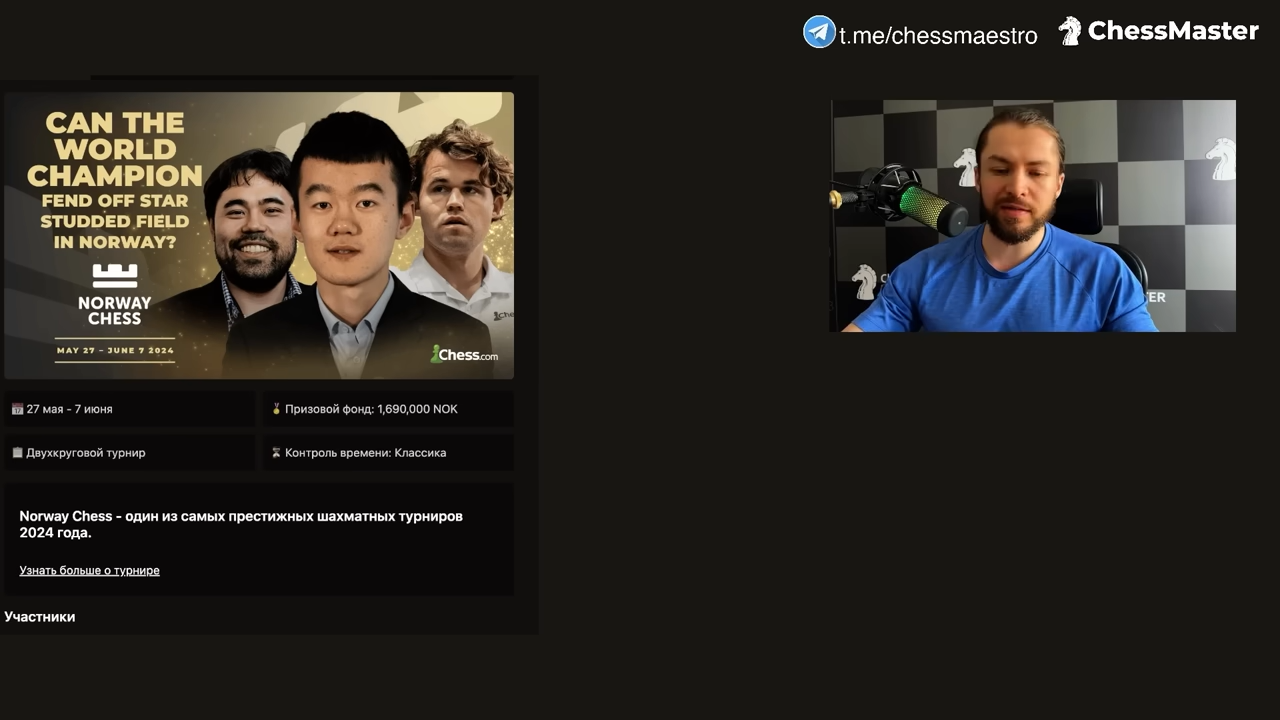 t.me/chessmaestro
ChessMaster
CAN THE
WORLD
CHAMPION
FEND OFF STAR
STUDDED FIELD
IN NORWAY?
NORWAY
CHESS
MAY 27 – JUNE 7 2024
Chess.com
27 мая - 7 июня
Призовой фонд: 1,690,000 NOK
Двухкруговой турнир
Контроль времени: Классика
Norway Chess - один из самых престижных шахматных турниров
2024 года.
Узнать больше о турнире
Участники